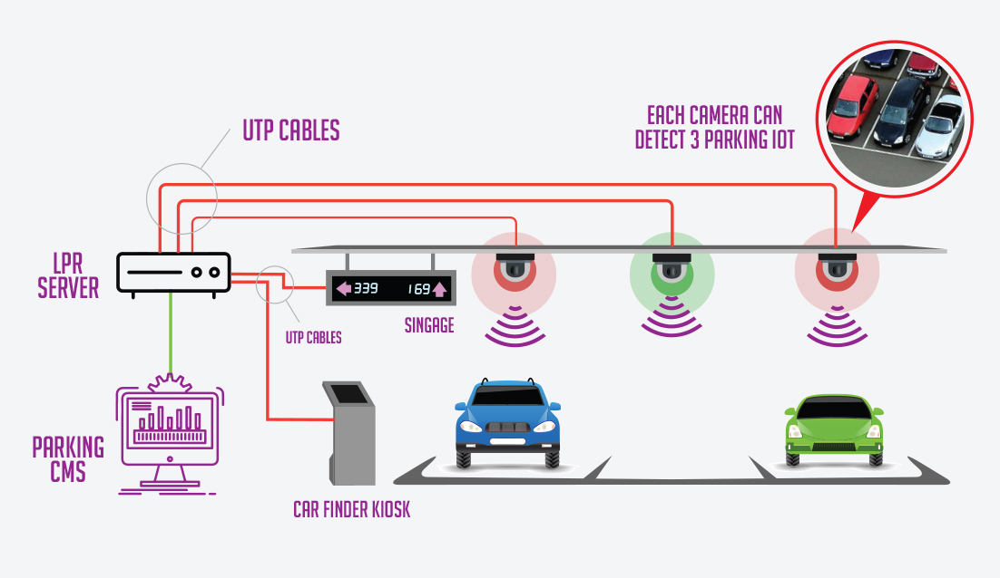 EACH CAMERA CAN
DETECT 3 PARKING IOT
UTP CABLES
LPR
SERVER
339 169
SINGAGE
UTP CABLES
PARKING
CMS
CAR FINDER KIOSK